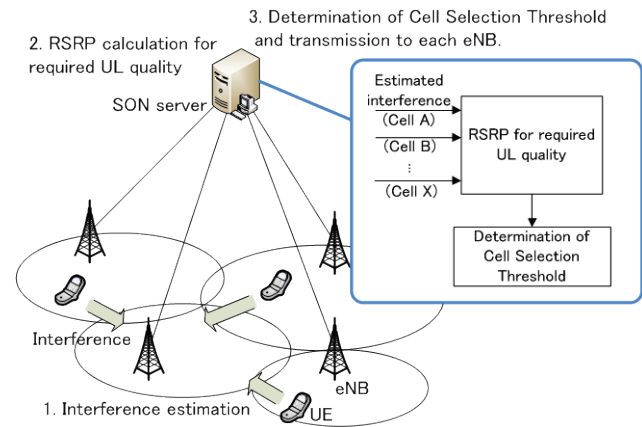 3. Determination of Cell Selection Threshold
and transmission to each eNB.
2. RSRP calculation for
required UL quality
SON server
Estimated
interference
(Cell A)
(Cell B)
⋮
(Cell X)
RSRP for required
UL quality
Determination of
Cell Selection
Threshold
Interference
1. Interference estimation
eNB
UE